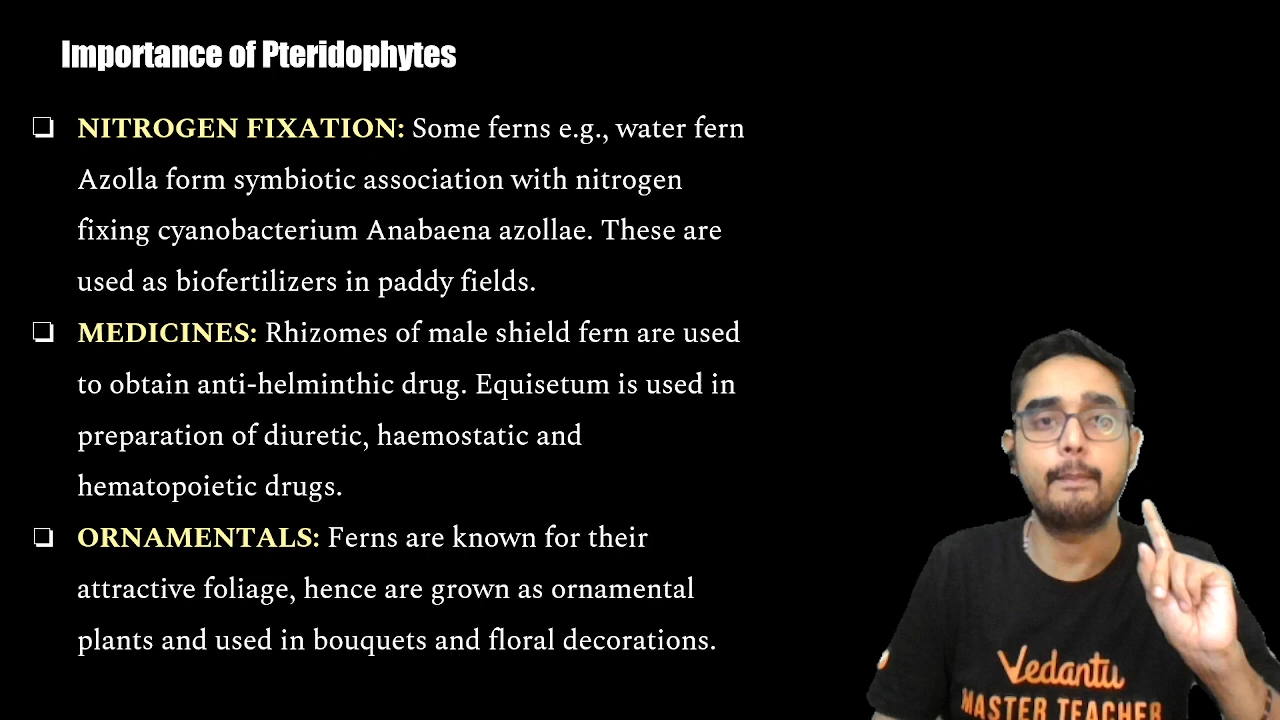 Importance of Pteridophytes
❏ NITROGEN FIXATION: Some ferns e.g., water fern
Azolla form symbiotic association with nitrogen
fixing cyanobacterium Anabaena azollae. These are
used as biofertilizers in paddy fields.
❏ MEDICINES: Rhizomes of male shield fern are used
to obtain anti-helminthic drug. Equisetum is used in
preparation of diuretic, haemostatic and
hematopoietic drugs.
❏ ORNAMENTALS: Ferns are known for their
attractive foliage, hence are grown as ornamental
plants and used in bouquets and floral decorations.
Vedantu
MASTER TEACHER